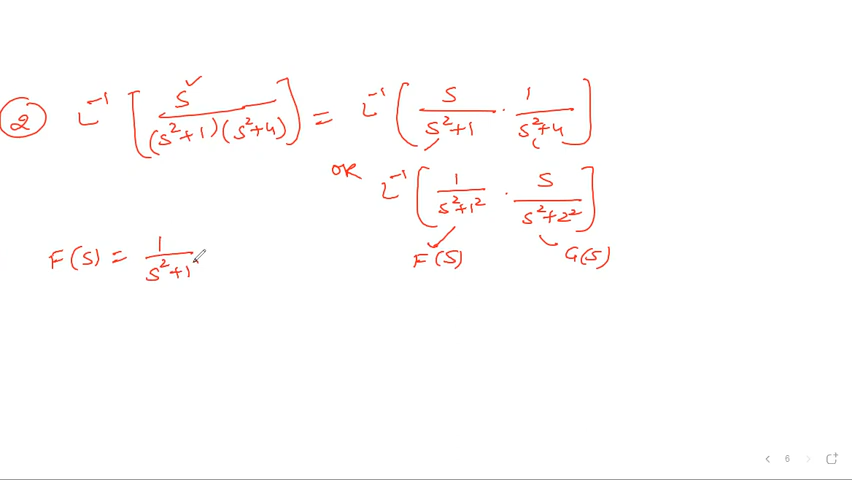 ② L⁻¹ [ s / (s²+1)(s²+4) ] = L⁻¹ [ s / s²+1 · 1 / s²+4 ]
OR L⁻¹ [ 1 / s²+1² · s / s²+2² ]
F(s) G(s)
F(s) = 1 / s²+1
6